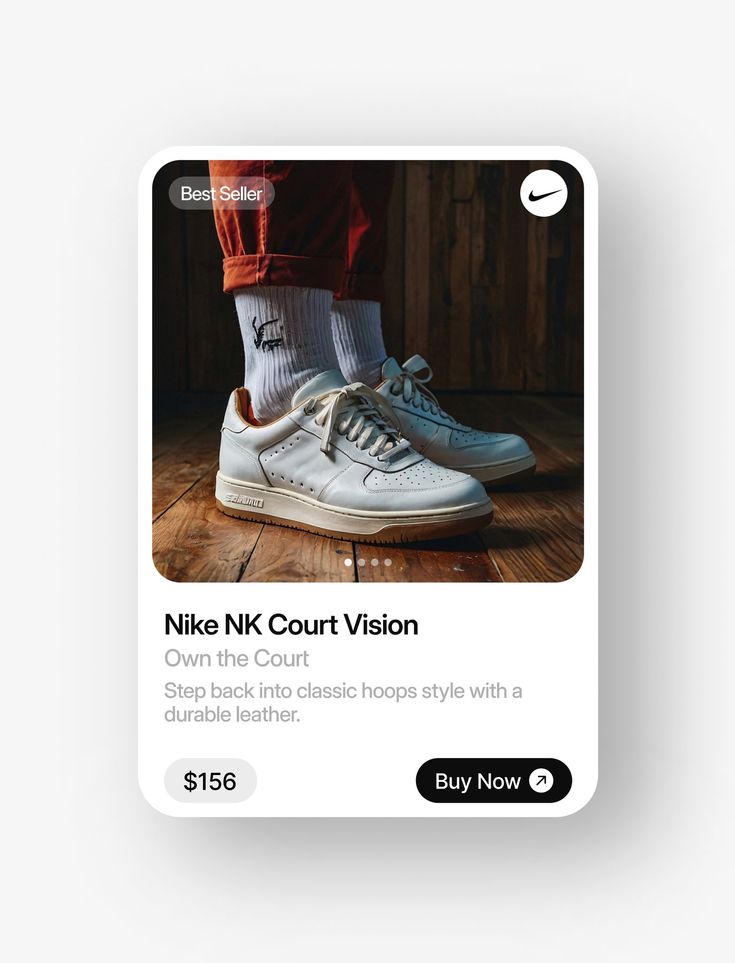 Best Seller
Nike NK Court Vision
Own the Court
Step back into classic hoops style with a
durable leather.
$156
Buy Now